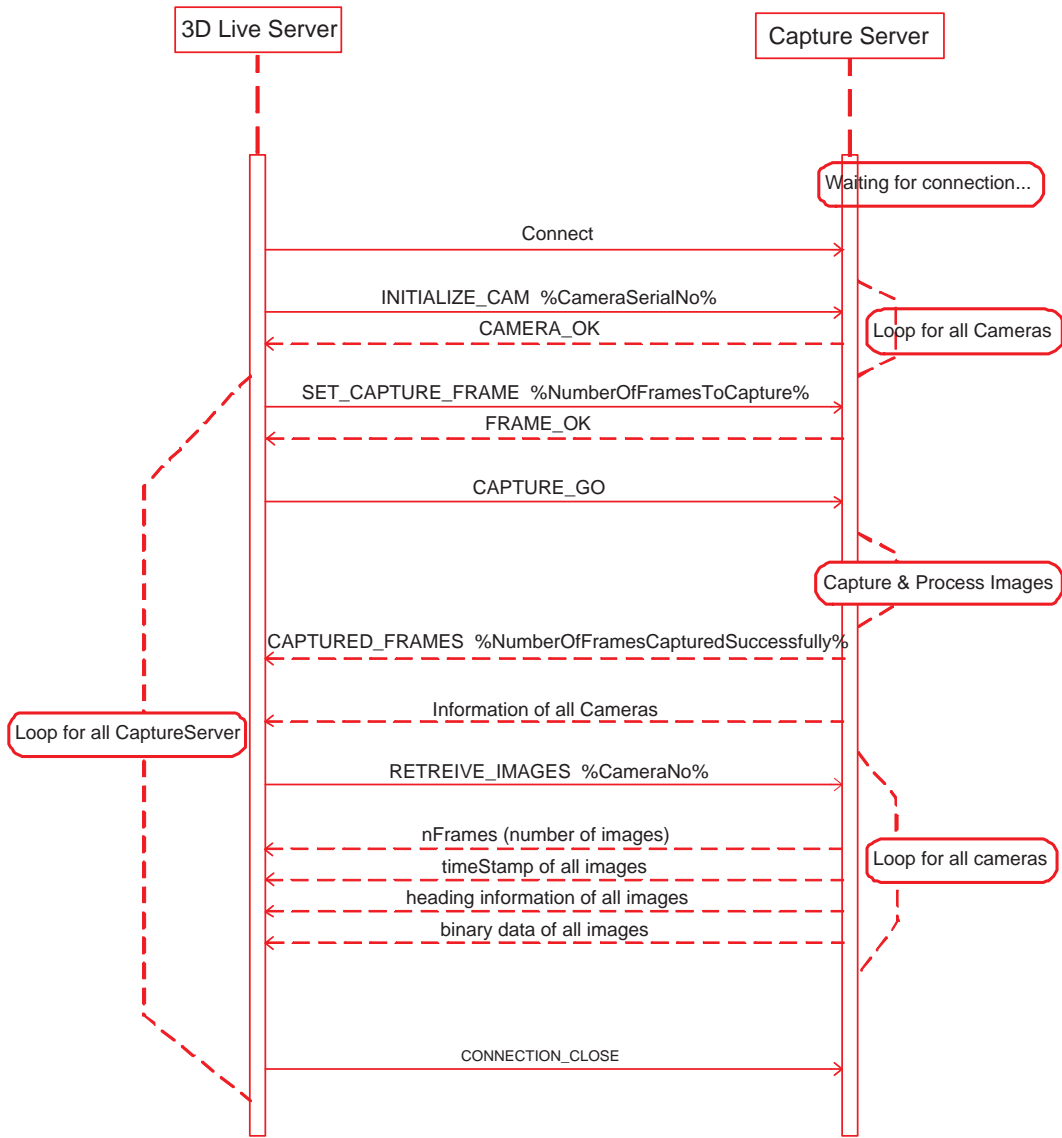 3D Live Server
Capture Server
Waiting for connection...
Connect
INITIALIZE_CAM %CameraSerialNo%
CAMERA_OK
Loop for all Cameras
SET_CAPTURE_FRAME %NumberOfFramesToCapture%
FRAME_OK
CAPTURE_GO
Capture & Process Images
CAPTURED_FRAMES %NumberOfFramesCapturedSuccessfully%
Information of all Cameras
Loop for all CaptureServer
RETREIVE_IMAGES %CameraNo%
nFrames (number of images)
Loop for all cameras
timeStamp of all images
heading information of all images
binary data of all images
CONNECTION_CLOSE